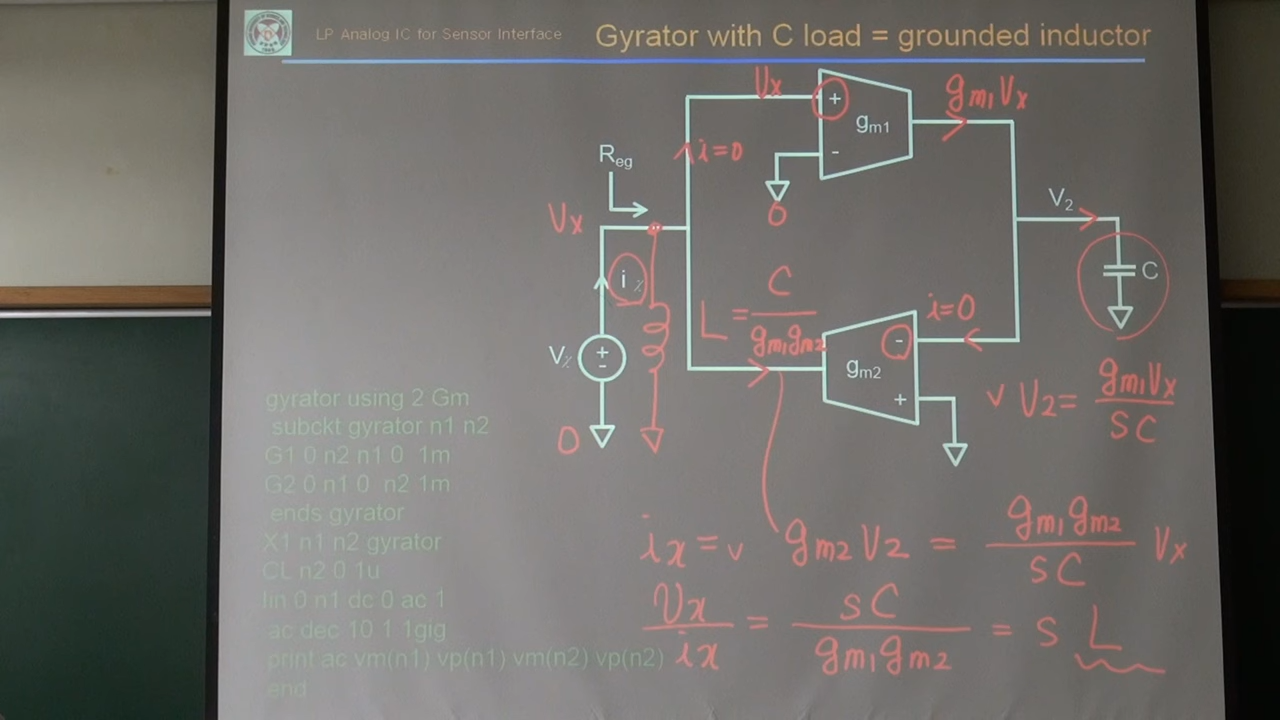 LP Analog IC for Sensor Interface
Gyrator with C load = grounded inductor
Vx
+
gm1
-
gm1Vx
i=0
Reg
0
V2
Vx
ix
C
L = C / gm1gm2
i=0
-
Vx
+
-
gm2
+
V2 = gm1Vx / SC
0
gyrator using 2 Gm
subckt gyrator n1 n2
G1 0 n2 n1 0 1m
G2 0 n1 0 n2 1m
.ends gyrator
X1 n1 n2 gyrator
CL n2 0 1u
Iin 0 n1 dc 0 ac 1
ac dec 10 1 1gig
print ac vm(n1) vp(n1) vm(n2) vp(n2)
end
ix = gm2 V2 = gm1gm2 / SC Vx
Vx / ix = SC / gm1gm2 = S L